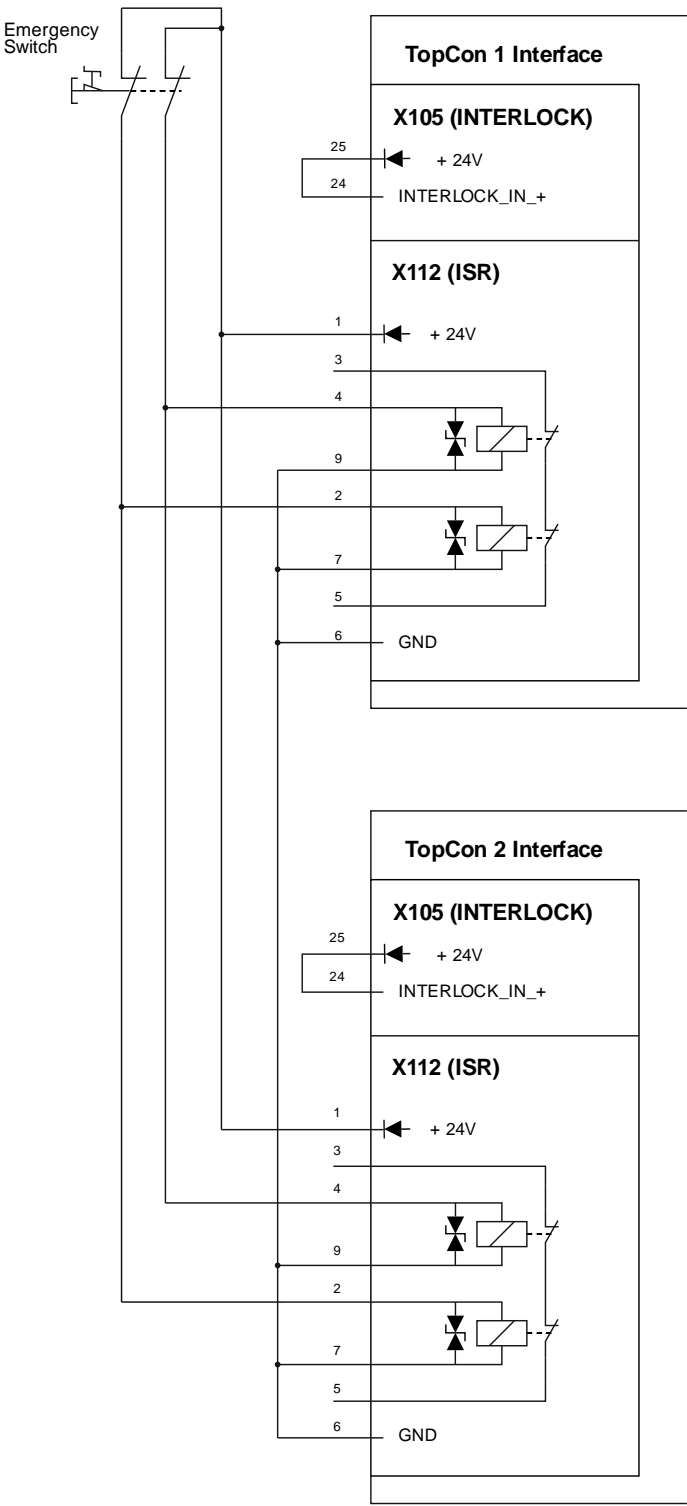 Emergency
Switch
TopCon 1 Interface
X105 (INTERLOCK)
25
+ 24V
24
INTERLOCK_IN_+
X112 (ISR)
1
+ 24V
3
4
9
2
7
5
6
GND
TopCon 2 Interface
X105 (INTERLOCK)
25
+ 24V
24
INTERLOCK_IN_+
X112 (ISR)
1
+ 24V
3
4
9
2
7
5
6
GND